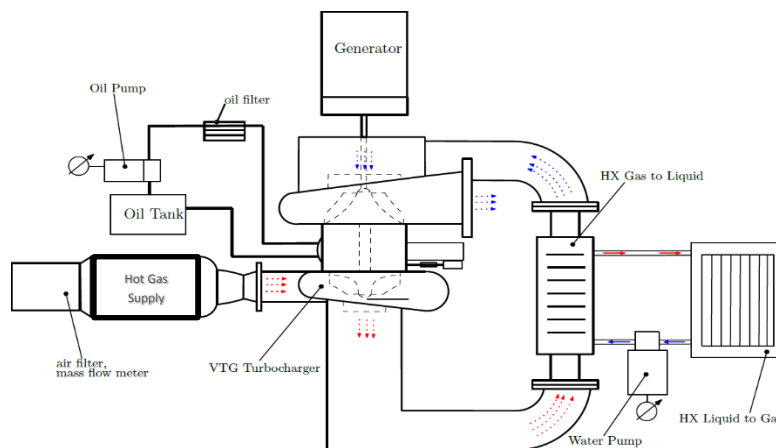 Generator
Oil Pump
oil filter
HX Gas to Liquid
Oil Tank
Hot Gas
Supply
air filter,
mass flow meter
VTG Turbocharger
Water Pump
HX Liquid to Gas